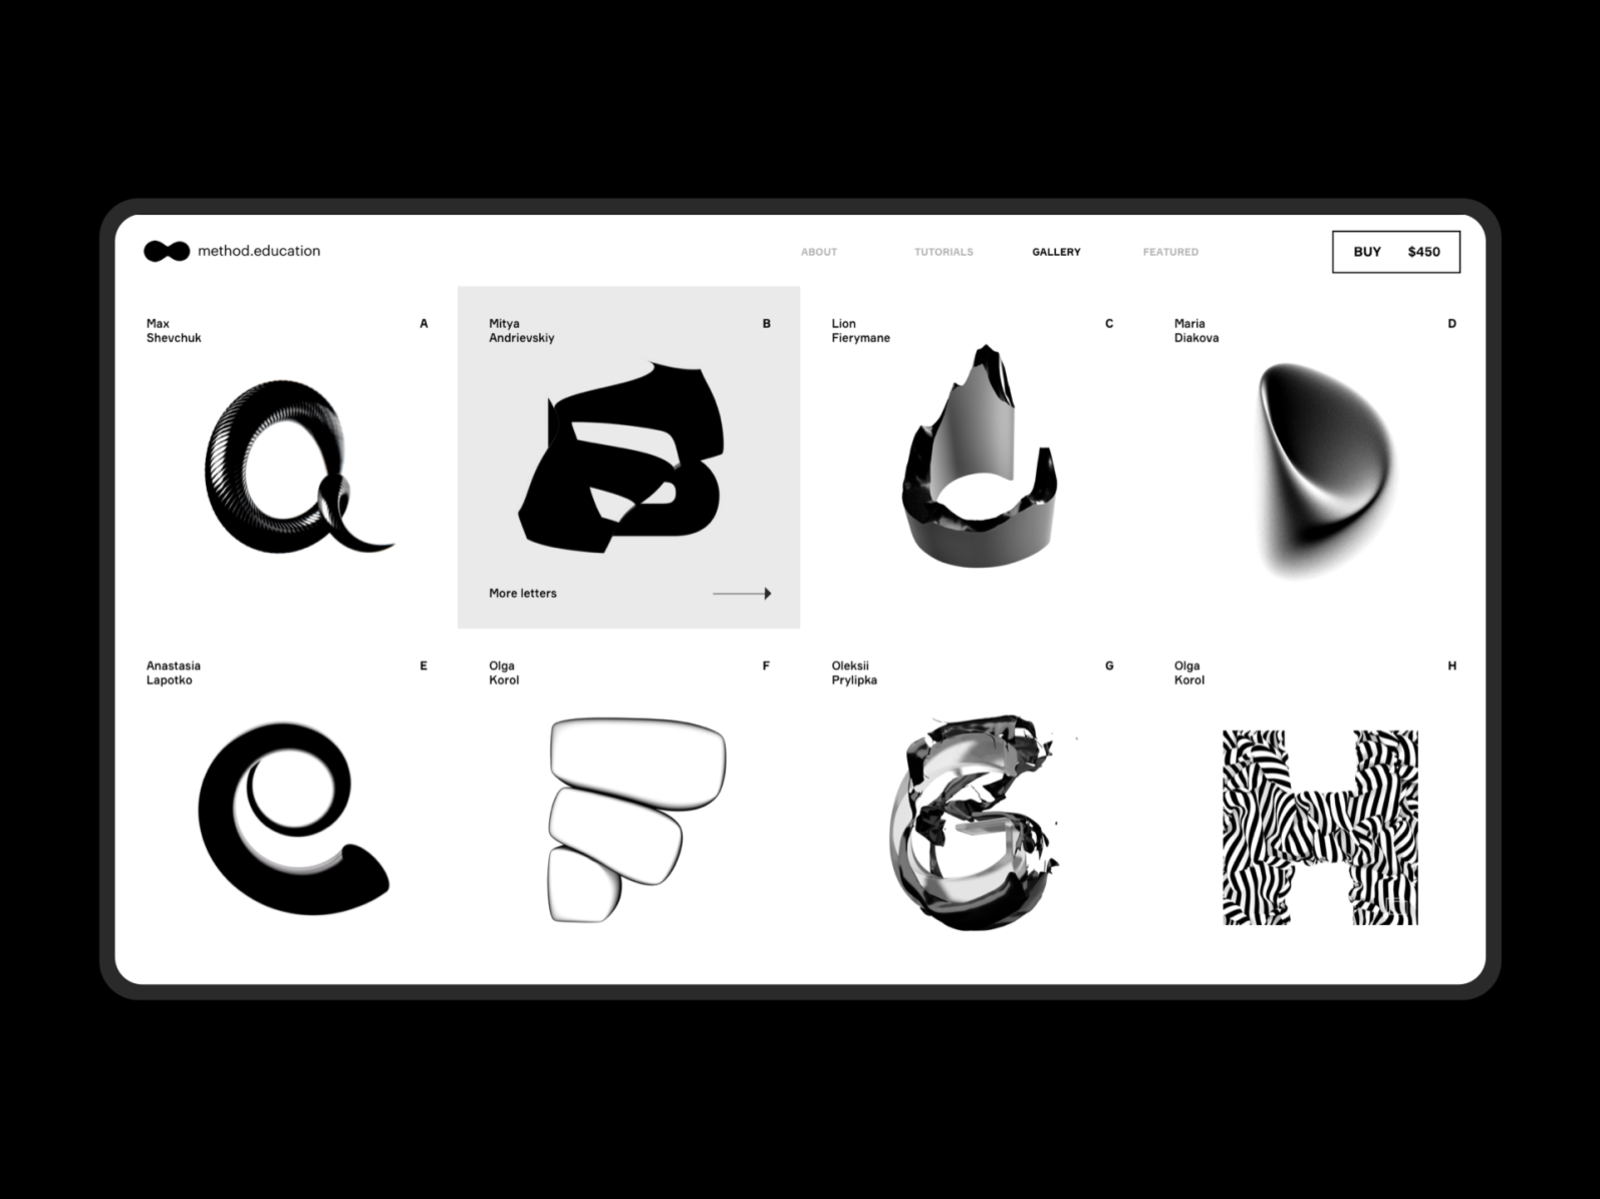 method.education
ABOUT TUTORIALS GALLERY FEATURED
BUY $450
Max
Shevchuk
A
Mitya
Andrievskiy
B
More letters
Lion
Fierymane
C
Maria
Diakova
D
Anastasia
Lapotko
E
Olga
Korol
F
Oleksii
Prylipka
G
Olga
Korol
H